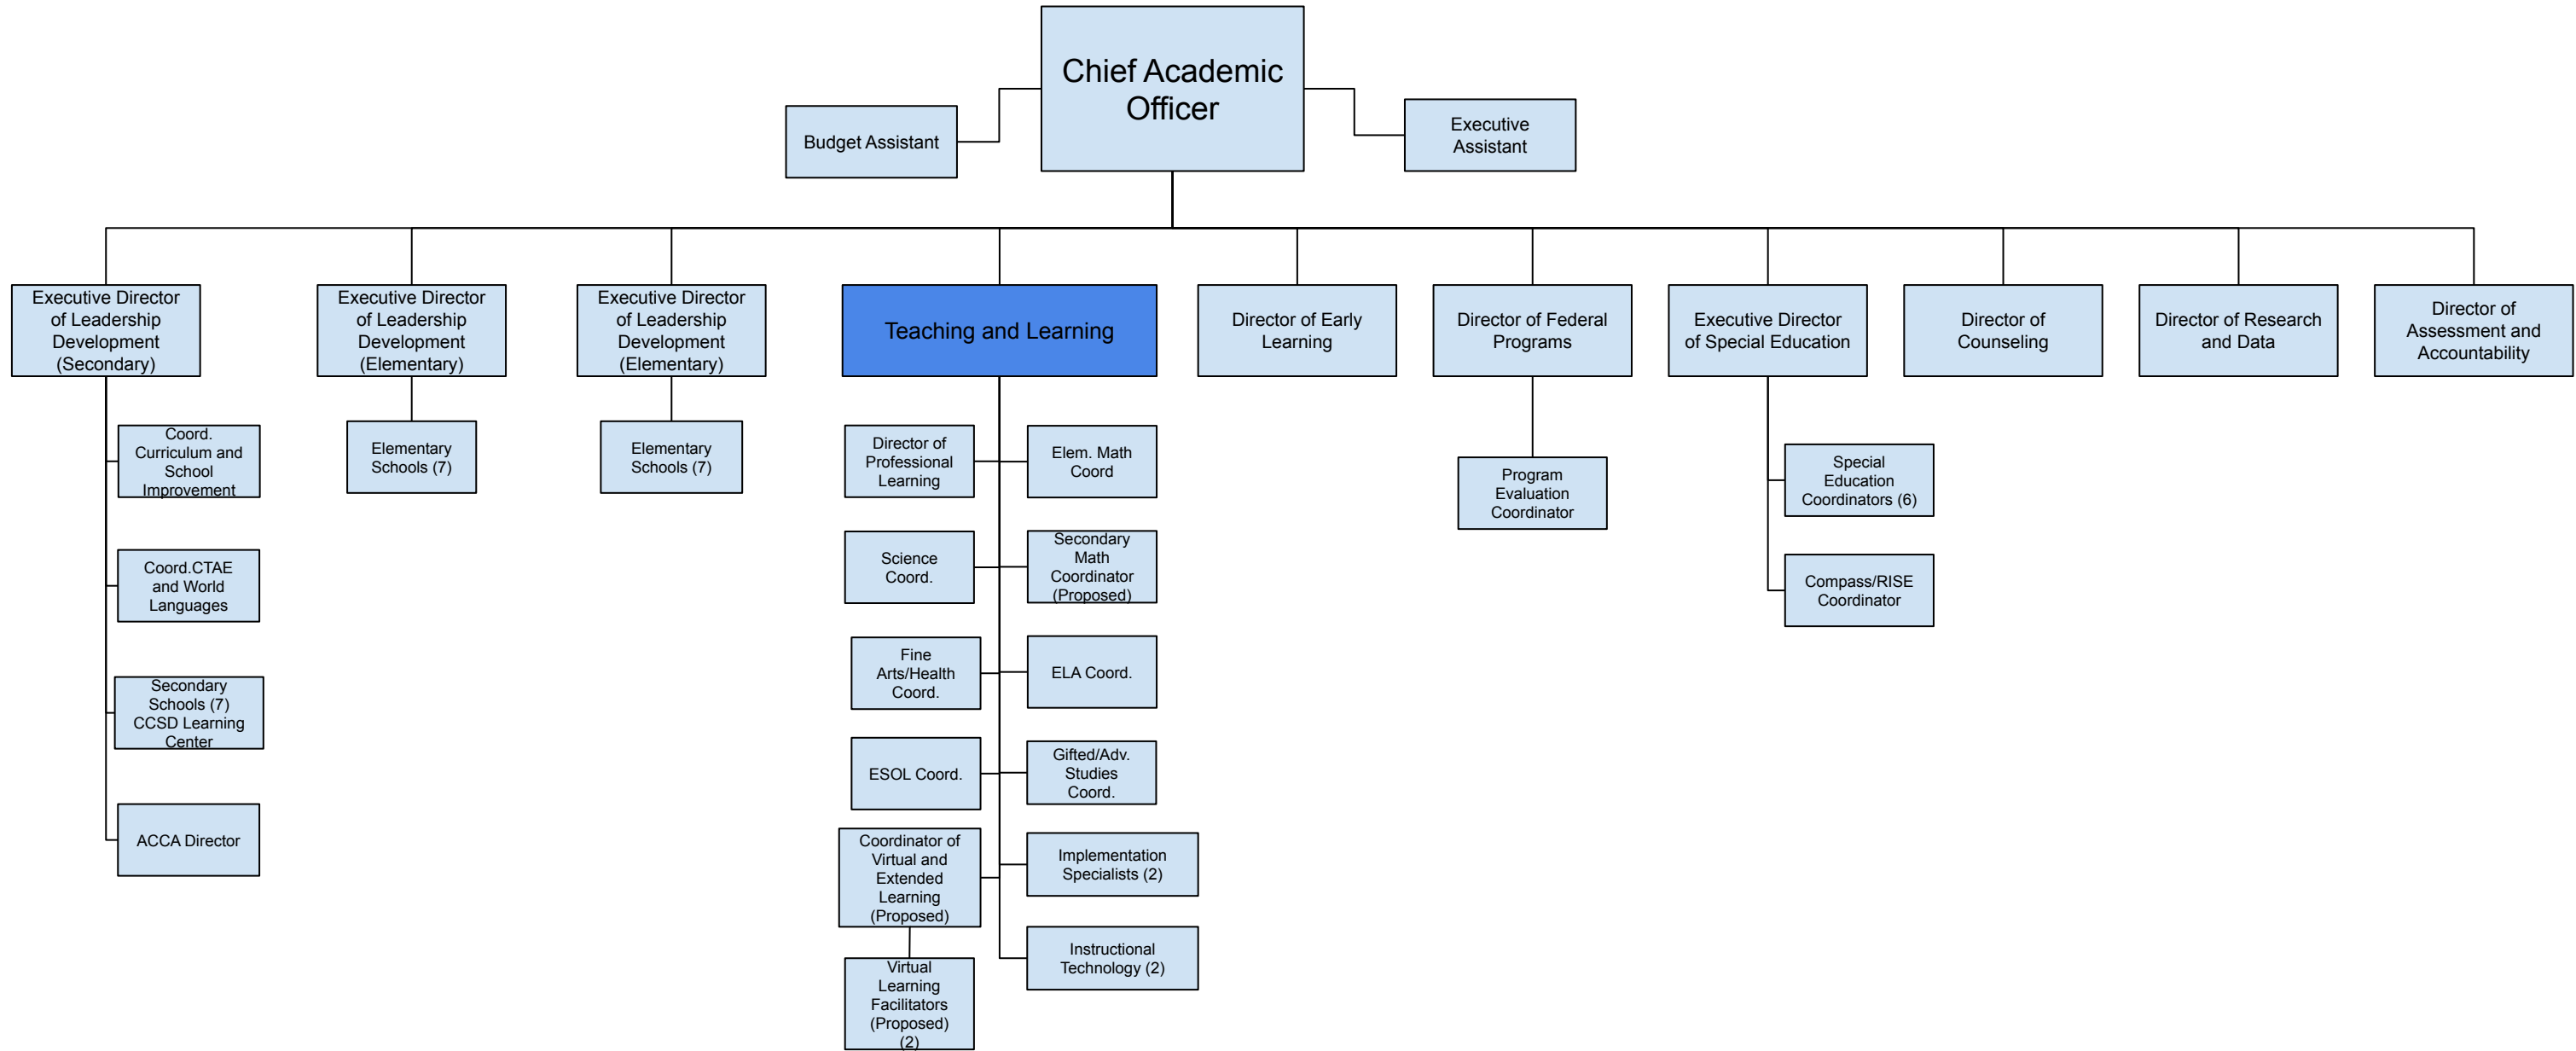 Chief Academic
Officer
Budget Assistant
Executive
Assistant
Executive Director
of Leadership
Development
(Secondary)
Executive Director
of Leadership
Development
(Elementary)
Executive Director
of Leadership
Development
(Elementary)
Teaching and Learning
Director of Early
Learning
Director of Federal
Programs
Executive Director
of Special Education
Director of
Counseling
Director of Research
and Data
Director of
Assessment and
Accountability
Coord.
Curriculum and
School
Improvement
Coord.CTAE
and World
Languages
Secondary
Schools (7)
CCSD Learning
Center
ACCA Director
Elementary
Schools (7)
Elementary
Schools (7)
Director of
Professional
Learning
Elem. Math
Coord
Science
Coord.
Secondary
Math
Coordinator
(Proposed)
Fine
Arts/Health
Coord.
ELA Coord.
ESOL Coord.
Gifted/Adv.
Studies
Coord.
Coordinator of
Virtual and
Extended
Learning
(Proposed)
Implementation
Specialists (2)
Virtual
Learning
Facilitators
(Proposed)
(2)
Instructional
Technology (2)
Program
Evaluation
Coordinator
Special
Education
Coordinators (6)
Compass/RISE
Coordinator